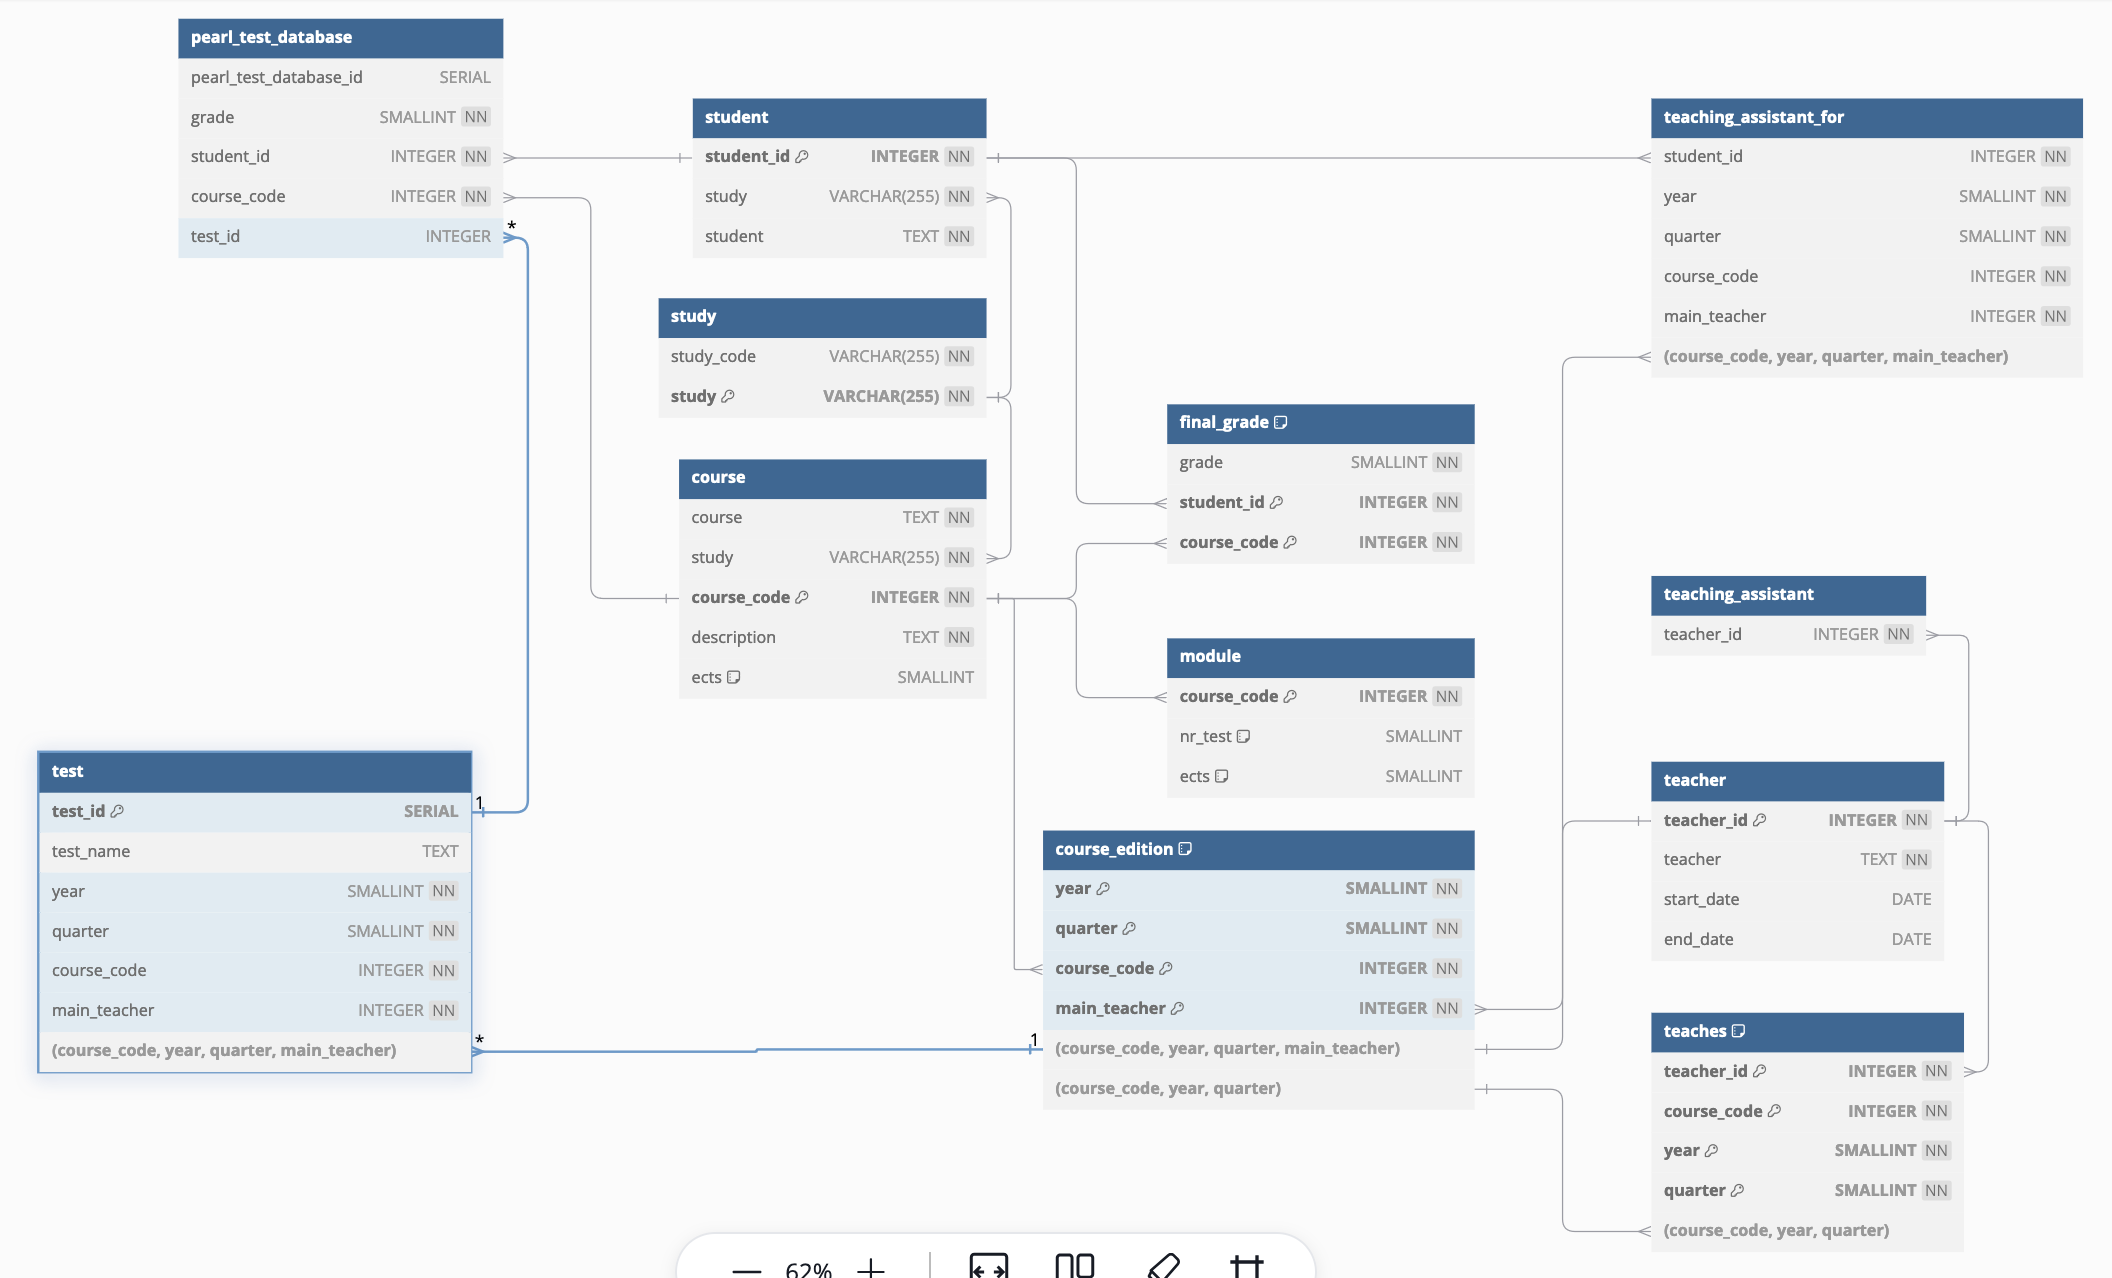 pearl_test_database
pearl_test_database_id SERIAL
grade SMALLINT NN
student_id INTEGER NN
course_code INTEGER NN
test_id INTEGER
*
student
student_id INTEGER NN
study VARCHAR(255) NN
student TEXT NN
study
study_code VARCHAR(255) NN
study VARCHAR(255) NN
course
course TEXT NN
study VARCHAR(255) NN
course_code INTEGER NN
description TEXT NN
ects SMALLINT
test
test_id SERIAL
1
test_name TEXT
year SMALLINT NN
quarter SMALLINT NN
course_code INTEGER NN
main_teacher INTEGER NN
(course_code, year, quarter, main_teacher)
*
final_grade
grade SMALLINT NN
student_id INTEGER NN
course_code INTEGER NN
module
course_code INTEGER NN
nr_test SMALLINT
ects SMALLINT
course_edition
year SMALLINT NN
quarter SMALLINT NN
course_code INTEGER NN
main_teacher INTEGER NN
1
(course_code, year, quarter, main_teacher)
(course_code, year, quarter)
teaching_assistant_for
student_id INTEGER NN
year SMALLINT NN
quarter SMALLINT NN
course_code INTEGER NN
main_teacher INTEGER NN
(course_code, year, quarter, main_teacher)
teaching_assistant
teacher_id INTEGER NN
teacher
teacher_id INTEGER NN
teacher TEXT NN
start_date DATE
end_date DATE
teaches
teacher_id INTEGER NN
course_code INTEGER NN
year SMALLINT NN
quarter SMALLINT NN
(course_code, year, quarter)
62%